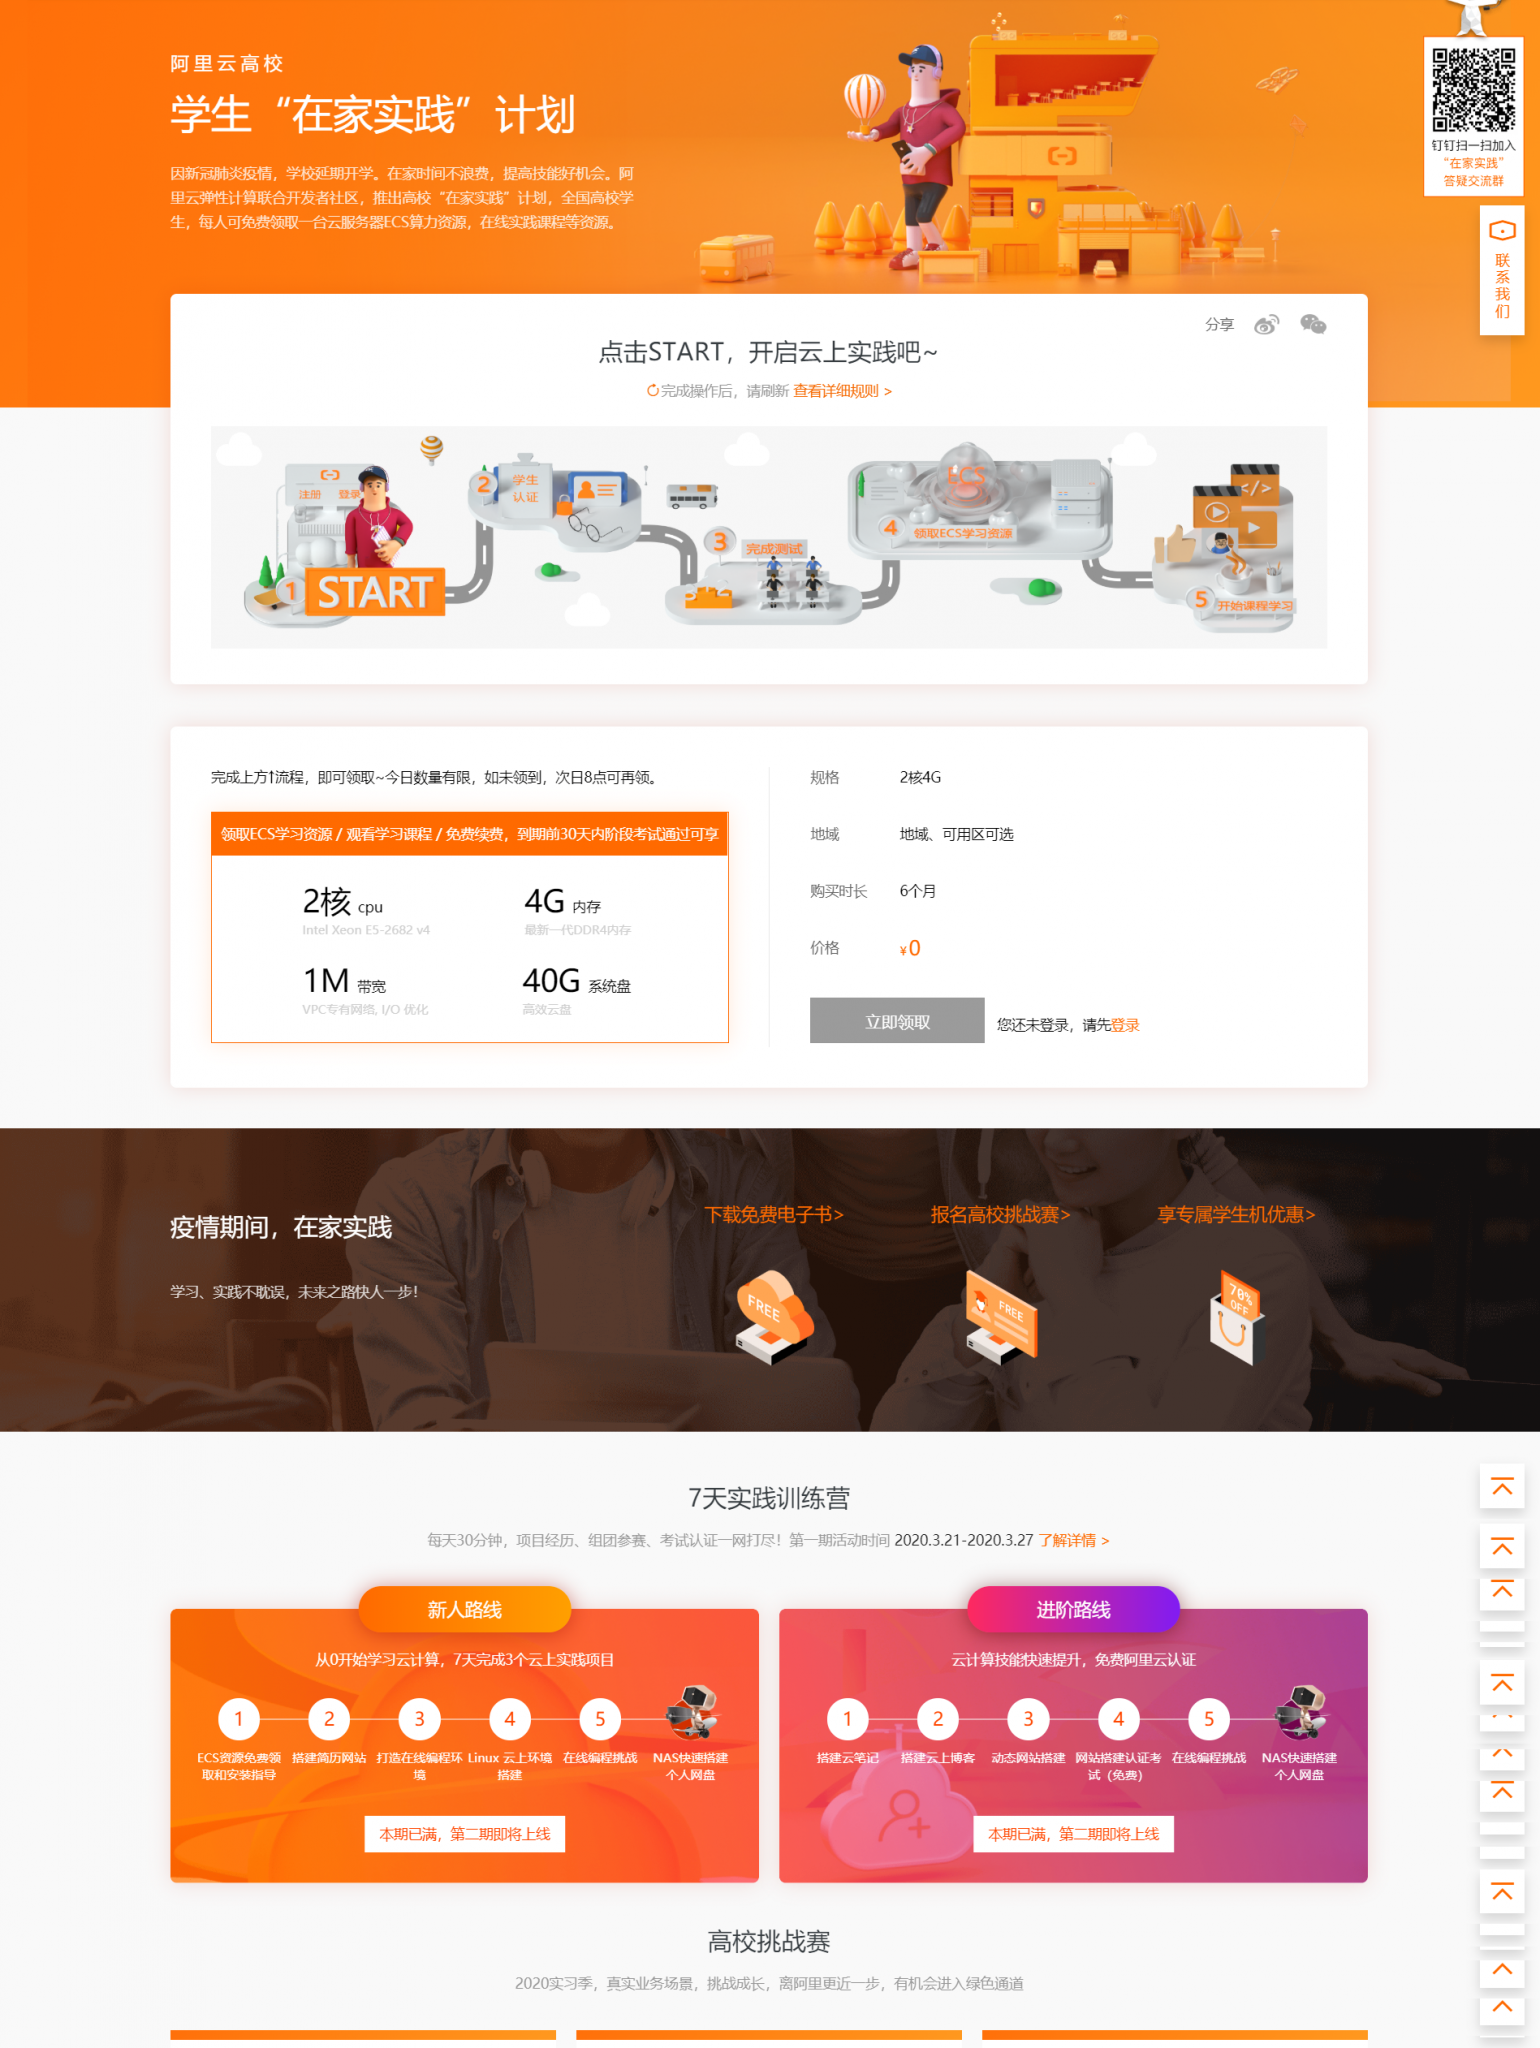 阿里云高校
学生“在家实践”计划
因新冠肺炎疫情，学校延期开学。在家时间不浪费，提高技能好机会。阿
里云弹性计算联合开发者社区，推出高校“在家实践”计划，全国高校学
生，每人可免费领取一台云服务器ECS算力资源，在线实践课程等资源。
钉钉扫一扫加入
“在家实践”
答疑交流群
联系我们
分享
点击START，开启云上实践吧~
完成操作后，请刷新 查看详细规则 >
注册 登录
1 START
2 学生
认证
3 完成测试
ECS
4 领取ECS学习资源
</>
5 开始课程学习
完成上方↑流程，即可领取~今日数量有限，如未领到，次日8点可再领。
领取ECS学习资源 / 观看学习课程 / 免费续费，到期前30天内阶段考试通过可享
2核 cpu
Intel Xeon E5-2682 v4
4G 内存
最新一代DDR4内存
1M 带宽
VPC专有网络, I/O 优化
40G 系统盘
高效云盘
规格 2核4G
地域 地域、可用区可选
购买时长 6个月
价格 ¥0
立即领取 您还未登录，请先登录
疫情期间，在家实践
学习、实践不耽误，未来之路快人一步！
下载免费电子书>
报名高校挑战赛>
享专属学生机优惠>
FREE
FREE
70%
OFF
7天实践训练营
每天30分钟，项目经历、组团参赛、考试认证一网打尽！第一期活动时间 2020.3.21-2020.3.27 了解详情 >
新人路线
从0开始学习云计算，7天完成3个云上实践项目
1 2 3 4 5
ECS资源免费领
取和安装指导
搭建简历网站
打造在线编程环
境
Linux 云上环境
搭建
在线编程挑战
NAS快速搭建
个人网盘
本期已满，第二期即将上线
进阶路线
云计算技能快速提升，免费阿里云认证
1 2 3 4 5
搭建云笔记
搭建云上博客
动态网站搭建
网站搭建认证考
试（免费）
在线编程挑战
NAS快速搭建
个人网盘
本期已满，第二期即将上线
高校挑战赛
2020实习季，真实业务场景，挑战成长，离阿里更近一步，有机会进入绿色通道